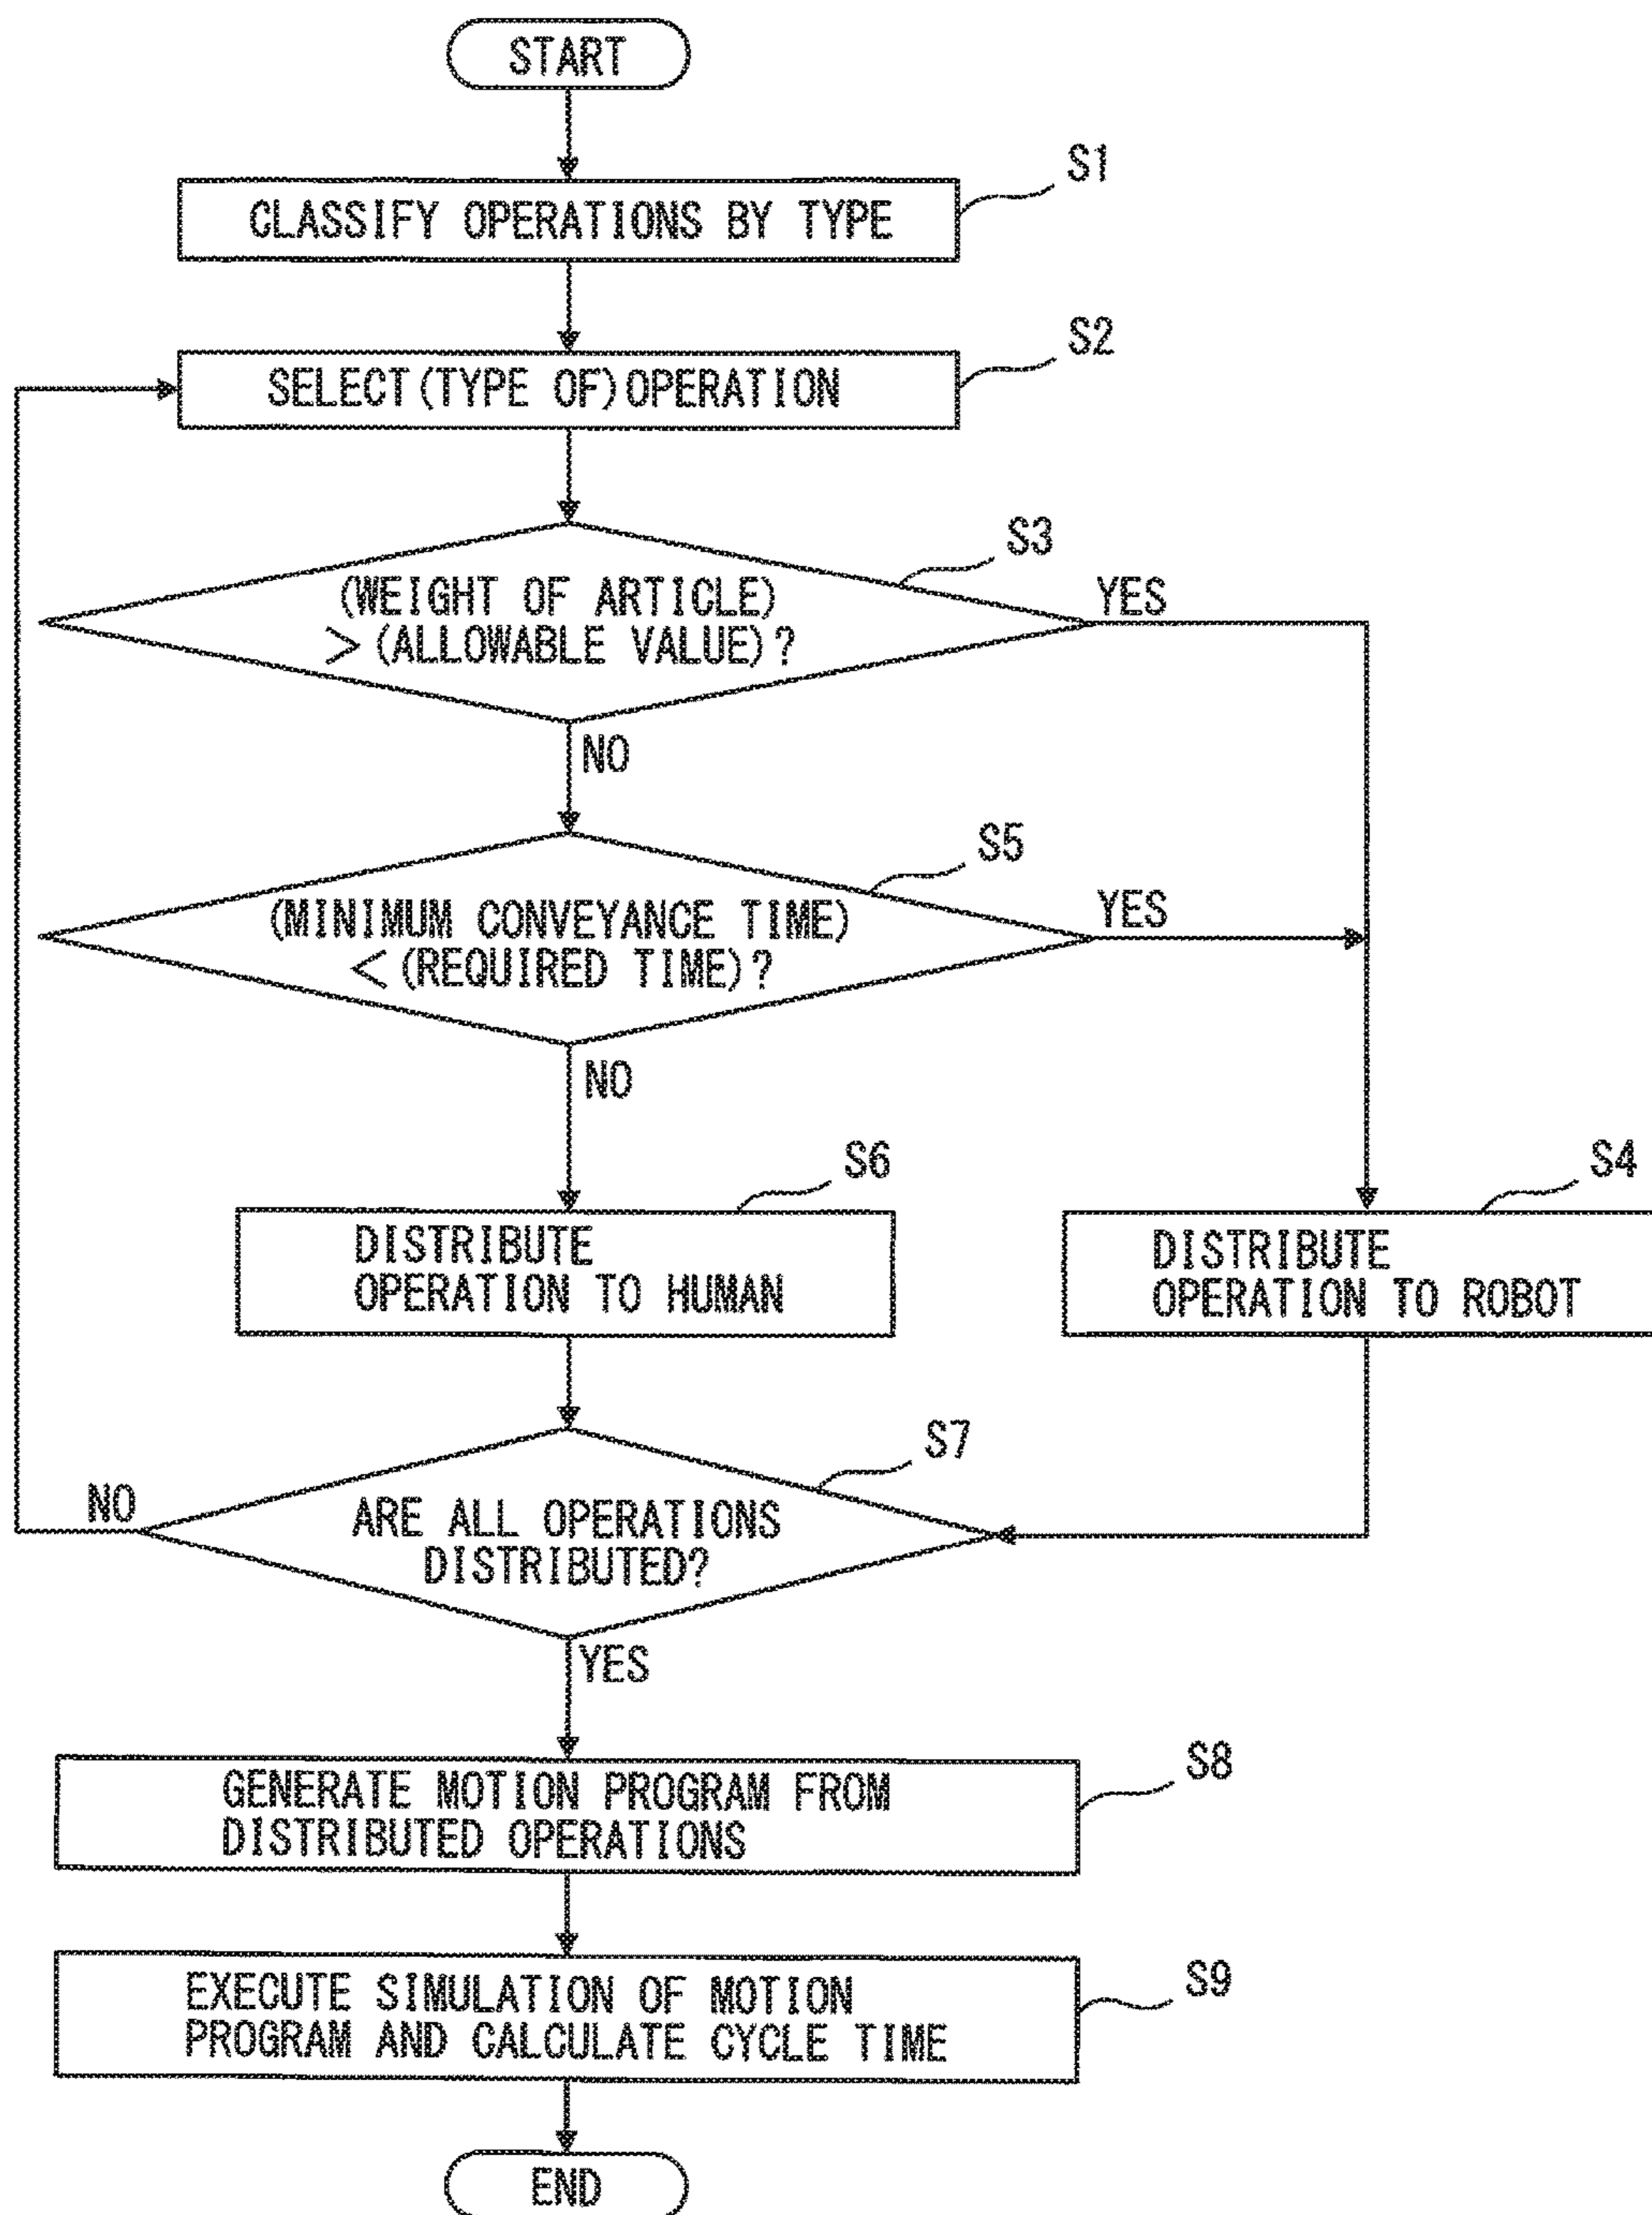 START
S1
CLASSIFY OPERATIONS BY TYPE
S2
SELECT(TYPE OF)OPERATION
S3
(WEIGHT OF ARTICLE)
>(ALLOWABLE VALUE)?
YES
NO
S5
(MINIMUM CONVEYANCE TIME)
<(REQUIRED TIME)?
YES
NO
S6
DISTRIBUTE
OPERATION TO HUMAN
S4
DISTRIBUTE
OPERATION TO ROBOT
S7
NO
ARE ALL OPERATIONS
DISTRIBUTED?
YES
S8
GENERATE MOTION PROGRAM FROM
DISTRIBUTED OPERATIONS
S9
EXECUTE SIMULATION OF MOTION
PROGRAM AND CALCULATE CYCLE TIME
END